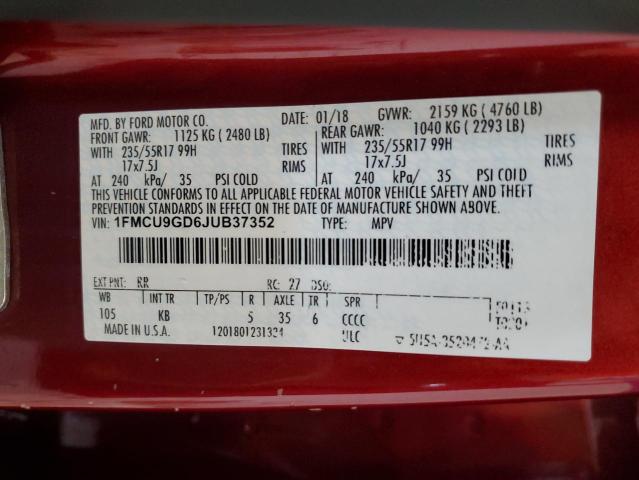 MFD. BY FORD MOTOR CO. DATE: 01/18 GVWR: 2159 KG ( 4760 LB)
FRONT GAWR: 1125 KG ( 2480 LB) REAR GAWR: 1040 KG ( 2293 LB)
WITH 235/55R17 99H TIRES WITH 235/55R17 99H TIRES
17x7.5J RIMS 17x7.5J RIMS
AT 240 kPa/ 35 PSI COLD AT 240 kPa/ 35 PSI COLD
THIS VEHICLE CONFORMS TO ALL APPLICABLE FEDERAL MOTOR VEHICLE SAFETY AND THEFT
PREVENTION STANDARDS IN EFFECT ON THE DATE OF MANUFACTURE SHOWN ABOVE.
VIN: 1FMCU9GD6JUB37352 TYPE: MPV
EXT PNT: RR RC: 27 DSO:
WB INT TR TP/PS R AXLE TR SPR
105 KB 5 35 6 CCCC
MADE IN U.S.A. 1201801231324 ULC